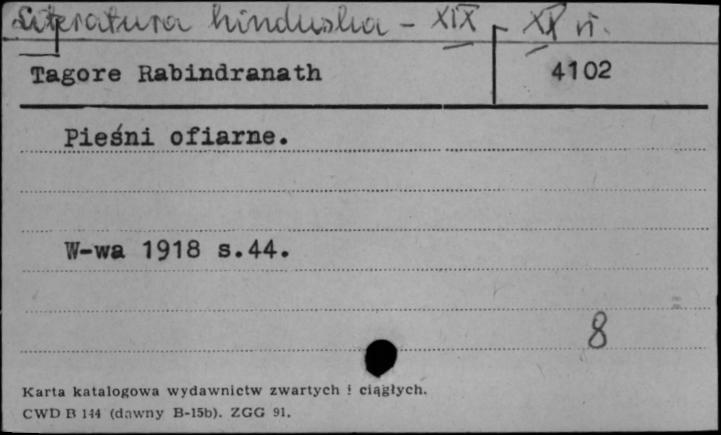 Literatura hinduska - XIX - XX w.
Tagore Rabindranath 4102
Pieśni ofiarne.
W-wa 1918 s.44.
8
Karta katalogowa wydawnictw zwartych i ciągłych.
CWD B 144 (dawny B-15b). ZGG 91.